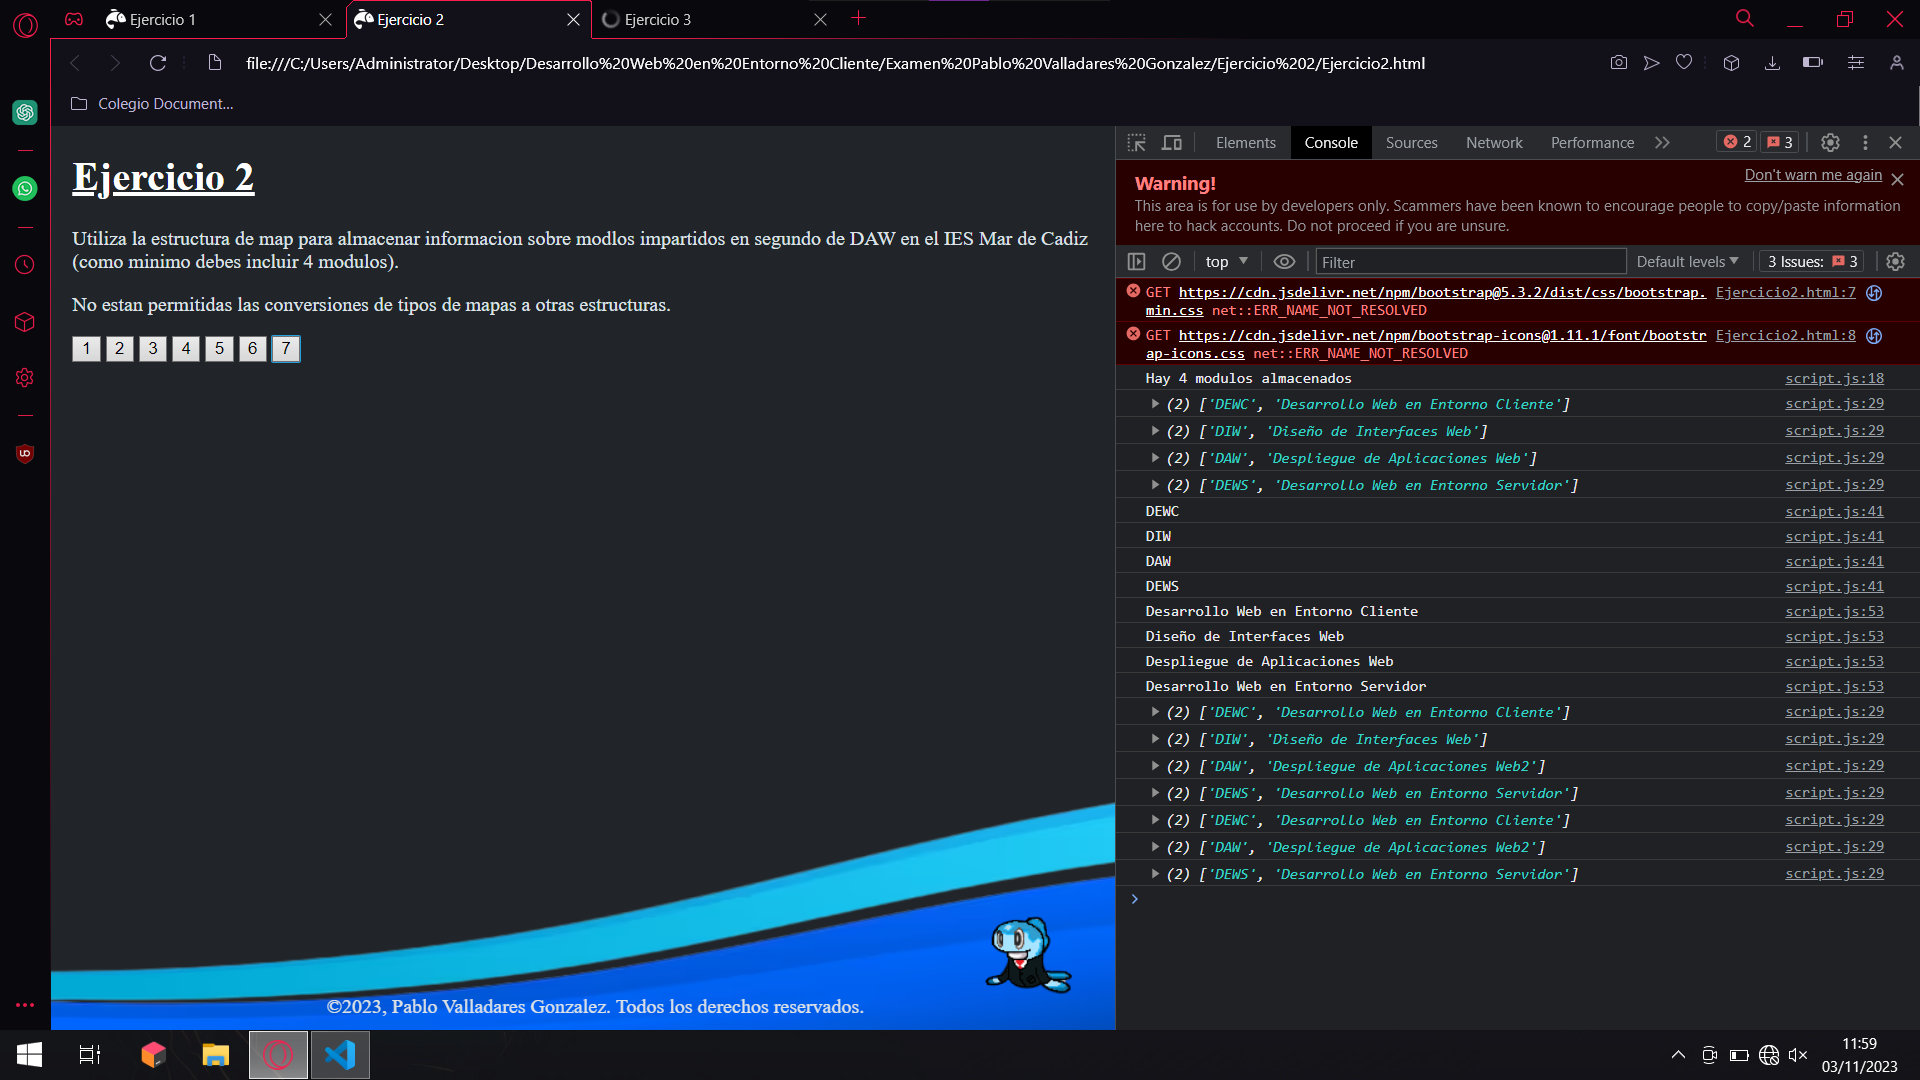 Ejercicio 1
Ejercicio 2
Ejercicio 3
file:///C:/Users/Administrator/Desktop/Desarrollo%20Web%20en%20Entorno%20Cliente/Examen%20Pablo%20Valladares%20Gonzalez/Ejercicio%202/Ejercicio2.html
Colegio Document...
Ejercicio 2
Utiliza la estructura de map para almacenar informacion sobre modlos impartidos en segundo de DAW en el IES Mar de Cadiz
(como minimo debes incluir 4 modulos).
No estan permitidas las conversiones de tipos de mapas a otras estructuras.
1 2 3 4 5 6 7
©2023, Pablo Valladares Gonzalez. Todos los derechos reservados.
Elements Console Sources Network Performance 2 3
Warning! Don't warn me again
This area is for use by developers only. Scammers have been known to encourage people to copy/paste information
here to hack accounts. Do not proceed if you are unsure.
top Filter Default levels 3 Issues: 3
GET https://cdn.jsdelivr.net/npm/bootstrap@5.3.2/dist/css/bootstrap. Ejercicio2.html:7
min.css net::ERR_NAME_NOT_RESOLVED
GET https://cdn.jsdelivr.net/npm/bootstrap-icons@1.11.1/font/bootstr Ejercicio2.html:8
ap-icons.css net::ERR_NAME_NOT_RESOLVED
Hay 4 modulos almacenados script.js:18
(2) ['DEWC', 'Desarrollo Web en Entorno Cliente'] script.js:29
(2) ['DIW', 'Diseño de Interfaces Web'] script.js:29
(2) ['DAW', 'Despliegue de Aplicaciones Web'] script.js:29
(2) ['DEWS', 'Desarrollo Web en Entorno Servidor'] script.js:29
DEWC script.js:41
DIW script.js:41
DAW script.js:41
DEWS script.js:41
Desarrollo Web en Entorno Cliente script.js:53
Diseño de Interfaces Web script.js:53
Despliegue de Aplicaciones Web script.js:53
Desarrollo Web en Entorno Servidor script.js:53
(2) ['DEWC', 'Desarrollo Web en Entorno Cliente'] script.js:29
(2) ['DIW', 'Diseño de Interfaces Web'] script.js:29
(2) ['DAW', 'Despliegue de Aplicaciones Web2'] script.js:29
(2) ['DEWS', 'Desarrollo Web en Entorno Servidor'] script.js:29
(2) ['DEWC', 'Desarrollo Web en Entorno Cliente'] script.js:29
(2) ['DAW', 'Despliegue de Aplicaciones Web2'] script.js:29
(2) ['DEWS', 'Desarrollo Web en Entorno Servidor'] script.js:29
11:59
03/11/2023